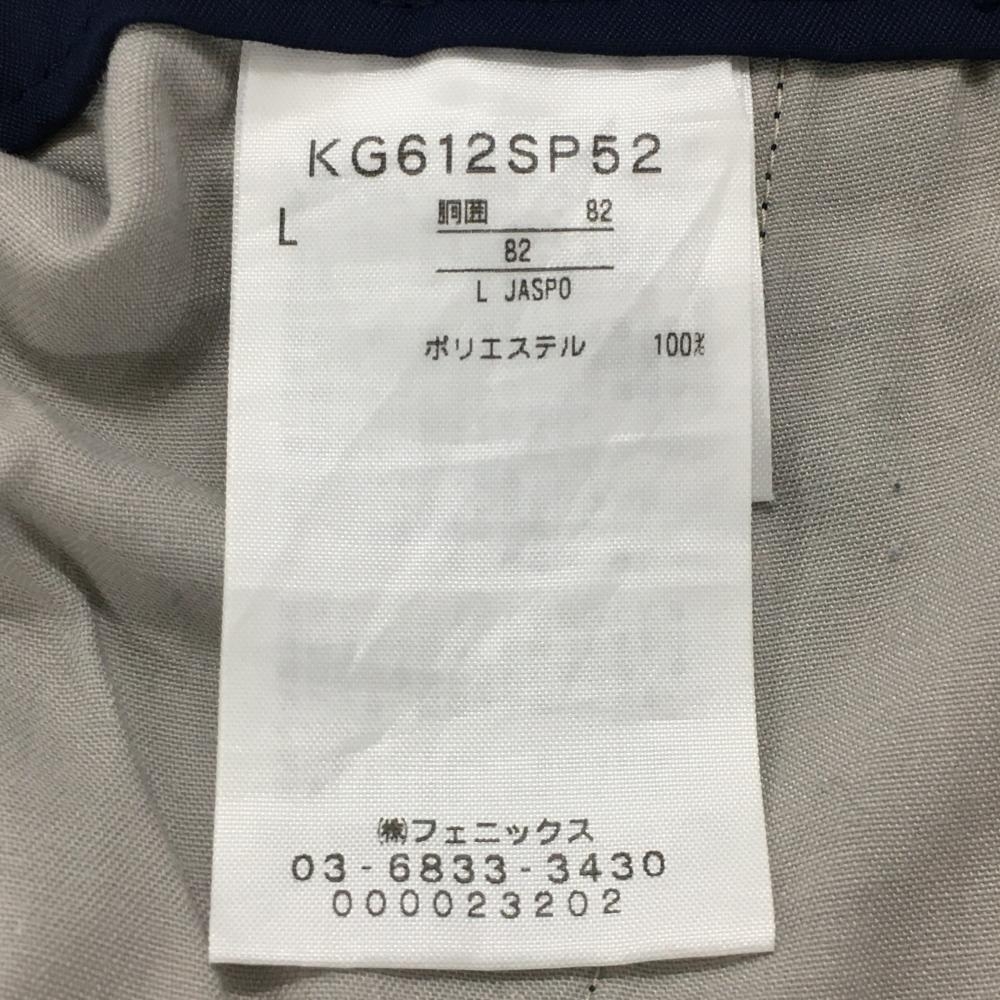 KG612SP52
L 胴囲 82
82
L JASPO
ポリエステル 100%
㈱フェニックス
03-6833-3430
000023202